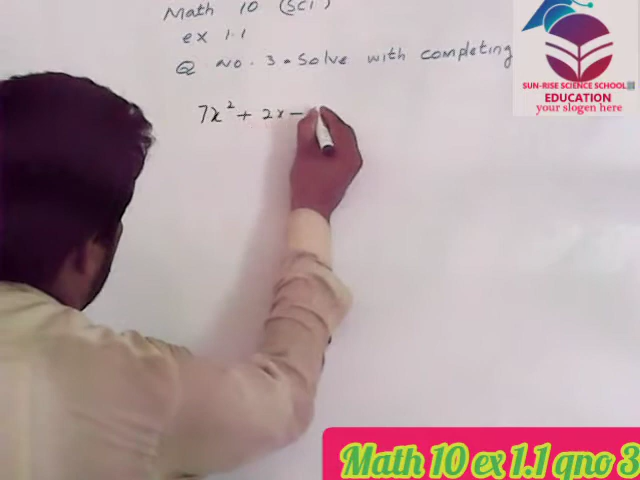 Math 10 (SCI)
ex 1.1
Q no. 3. Solve with completing
7x² + 2x –
SUN-RISE SCIENCE SCHOOL
EDUCATION
your slogen here
Math 10 ex 1.1 qno 3